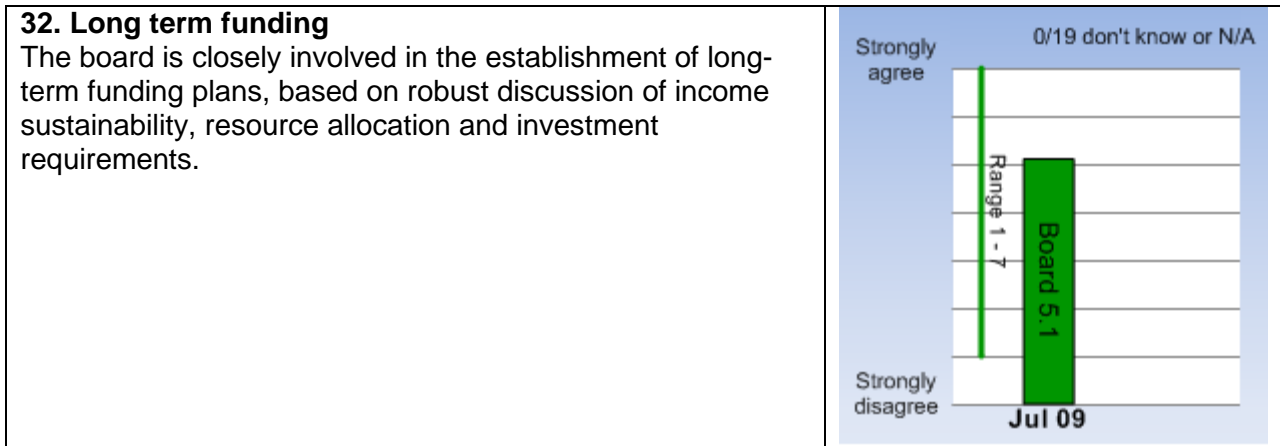 32. Long term funding
The board is closely involved in the establishment of long-
term funding plans, based on robust discussion of income
sustainability, resource allocation and investment
requirements.
0/19 don't know or N/A
Strongly
agree
Range 1 - 7
Board 5.1
Strongly
disagree
Jul 09